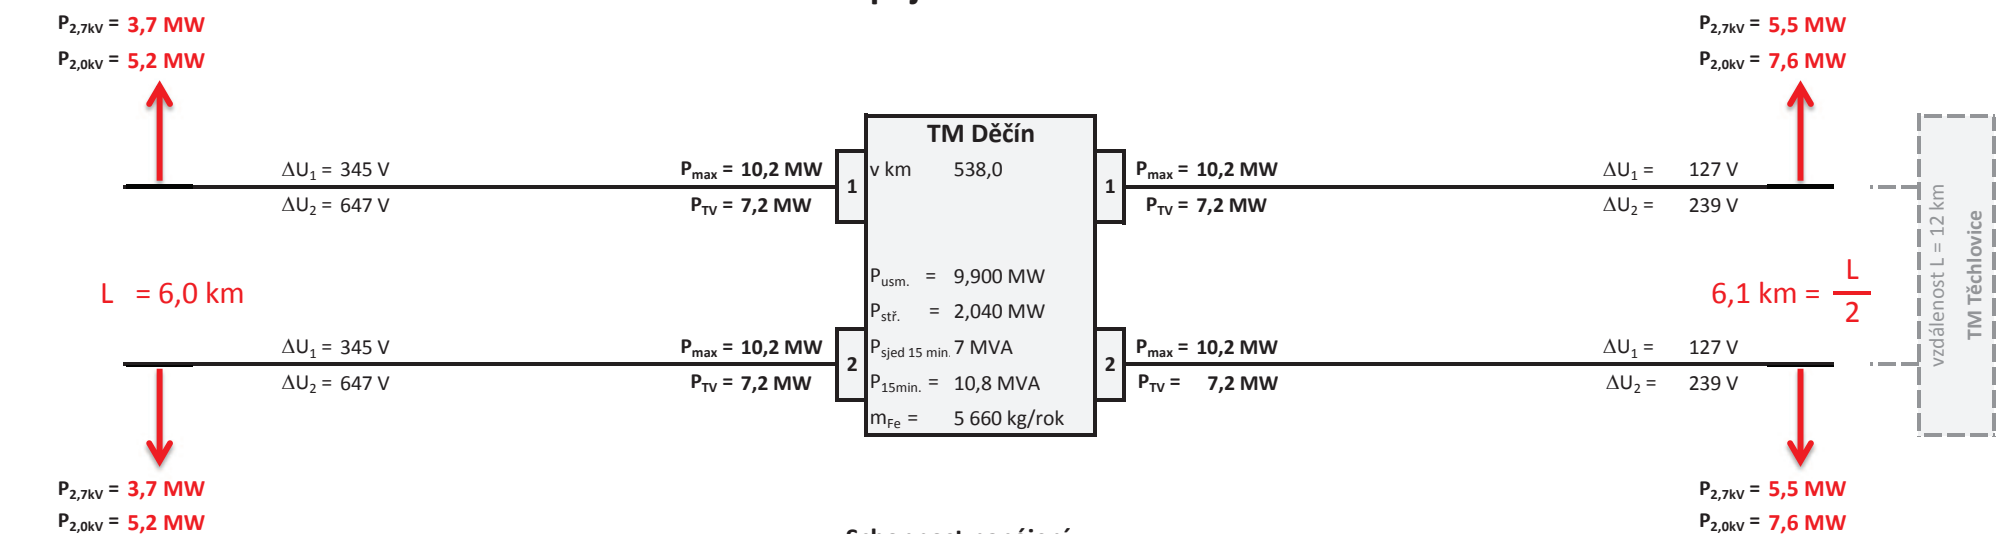 P2,7kV = 3,7 MW
P2,0kV = 5,2 MW
P2,7kV = 5,5 MW
P2,0kV = 7,6 MW
TM Děčín
v km 538,0
ΔU1 = 345 V
ΔU2 = 647 V
Pmax = 10,2 MW
PTV = 7,2 MW
1
1
Pmax = 10,2 MW
PTV = 7,2 MW
ΔU1 = 127 V
ΔU2 = 239 V
L = 6,0 km
Pusm. = 9,900 MW
Pstř. = 2,040 MW
Psjed 15 min. 7 MVA
P15min. = 10,8 MVA
mFe = 5 660 kg/rok
6,1 km = L
2
vzdálenost L = 12 km
TM Těchlovice
ΔU1 = 345 V
ΔU2 = 647 V
Pmax = 10,2 MW
PTV = 7,2 MW
2
2
Pmax = 10,2 MW
PTV = 7,2 MW
ΔU1 = 127 V
ΔU2 = 239 V
P2,7kV = 3,7 MW
P2,0kV = 5,2 MW
P2,7kV = 5,5 MW
P2,0kV = 7,6 MW